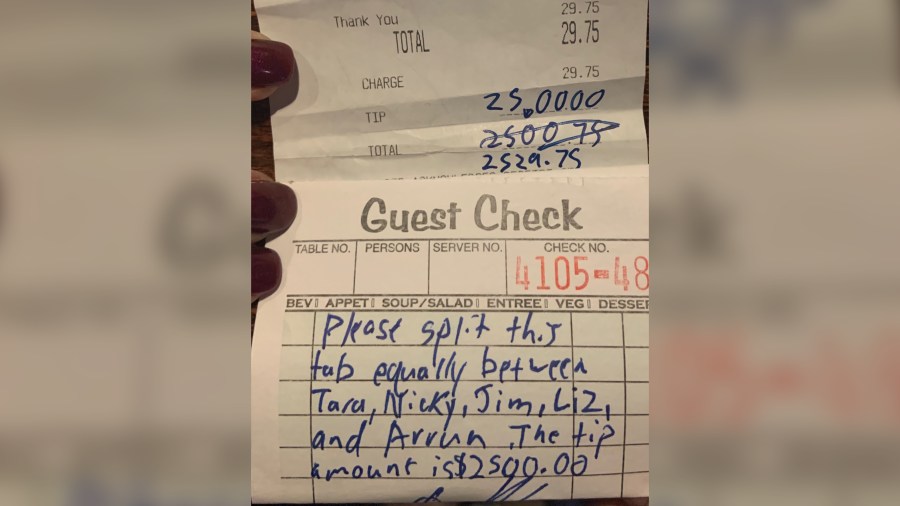 29.75
Thank You
TOTAL 29.75
CHARGE 29.75
TIP 25,00.00
2500.75
TOTAL 2529.75
Guest Check
TABLE NO. PERSONS SERVER NO. CHECK NO.
4105-48
BEV APPET SOUP/SALAD ENTREE VEG DESSER
Please split this
tab equally between
Tara, Nicky, Jim, Liz,
and Arrun. The tip
amount is $2500.00